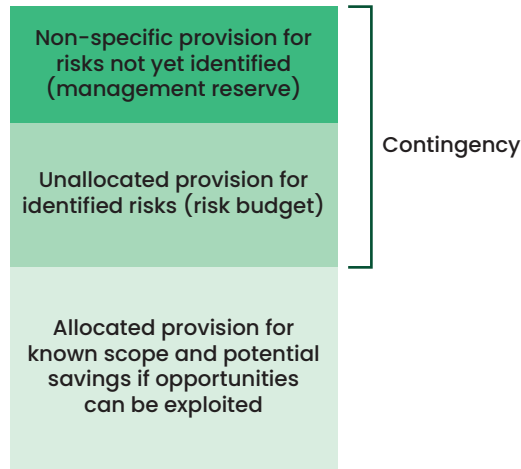 Non-specific provision for
risks not yet identified
(management reserve)
Contingency
Unallocated provision for
identified risks (risk budget)
Allocated provision for
known scope and potential
savings if opportunities
can be exploited